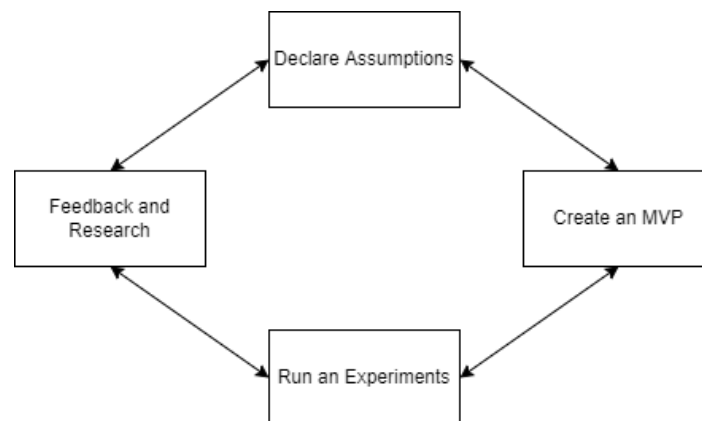 Declare Assumptions
Feedback and
Research
Create an MVP
Run an Experiments